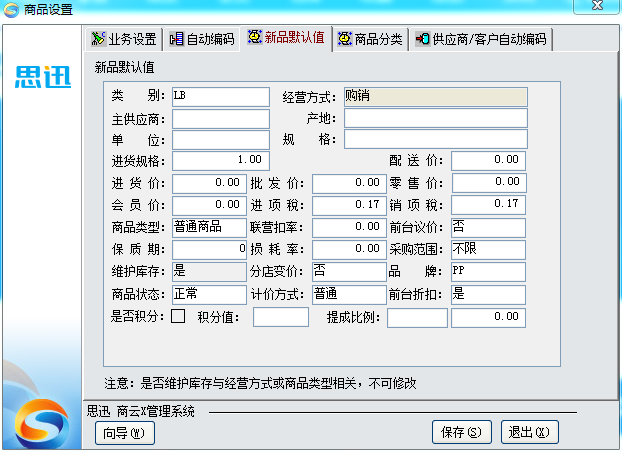 商品设置
业务设置 自动编码 新品默认值 商品分类 供应商/客户自动编码
思迅
新品默认值
类 别: LB 经营方式: 购销
主供应商: 产地:
单 位: 规 格:
进货规格: 1.00 配 送 价: 0.00
进 货 价: 0.00 批 发 价: 0.00 零 售 价: 0.00
会 员 价: 0.00 进 项 税: 0.17 销 项 税: 0.17
商品类型: 普通商品 联营扣率: 0.00 前台议价: 否
保 质 期: 0 损 耗 率: 0.00 采购范围: 不限
维护库存: 是 分店变价: 否 品 牌: PP
商品状态: 正常 计价方式: 普通 前台折扣: 是
是否积分: 积分值: 提成比例: 0.00
注意: 是否维护库存与经营方式或商品类型相关，不可修改
思迅 商云X管理系统
向导(W) 保存(S) 退出(X)